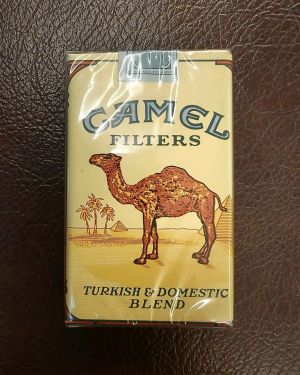 CAMEL
FILTERS
TURKISH & DOMESTIC
BLEND